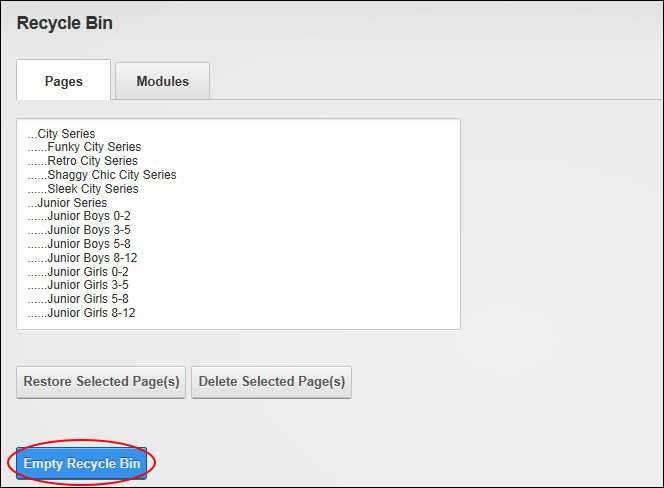 Recycle Bin
Pages
Modules
...City Series
......Funky City Series
......Retro City Series
......Shaggy Chic City Series
......Sleek City Series
...Junior Series
......Junior Boys 0-2
......Junior Boys 3-5
......Junior Boys 5-8
......Junior Boys 8-12
......Junior Girls 0-2
......Junior Girls 3-5
......Junior Girls 5-8
......Junior Girls 8-12
Restore Selected Page(s)
Delete Selected Page(s)
Empty Recycle Bin